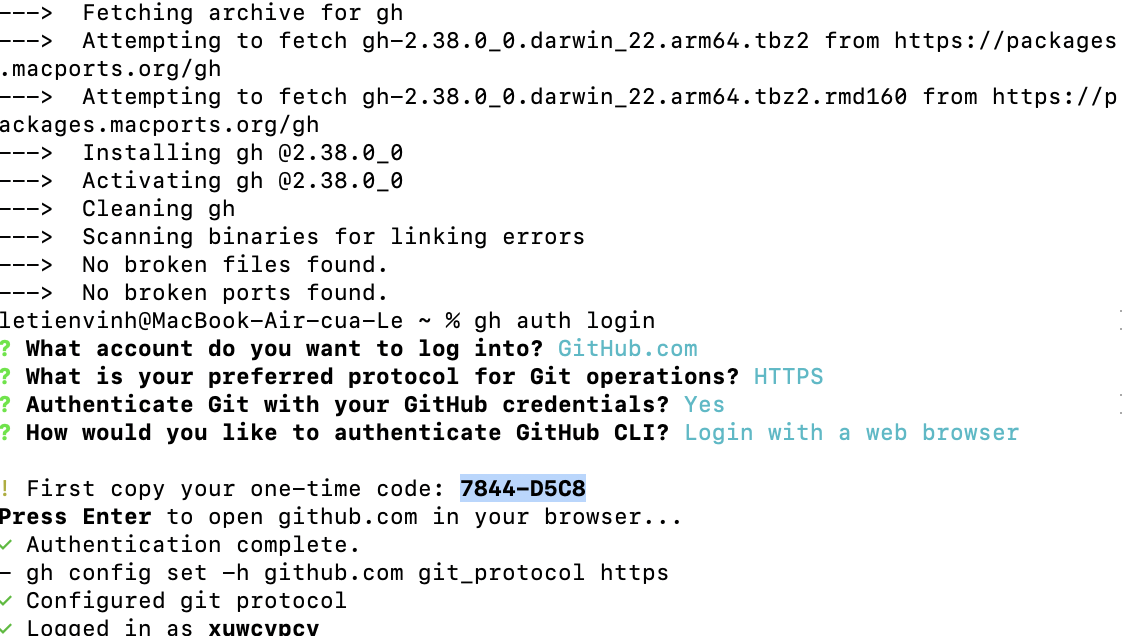 ---> Fetching archive for gh
---> Attempting to fetch gh-2.38.0_0.darwin_22.arm64.tbz2 from https://packages
.macports.org/gh
---> Attempting to fetch gh-2.38.0_0.darwin_22.arm64.tbz2.rmd160 from https://p
ackages.macports.org/gh
---> Installing gh @2.38.0_0
---> Activating gh @2.38.0_0
---> Cleaning gh
---> Scanning binaries for linking errors
---> No broken files found.
---> No broken ports found.
letienvinh@MacBook-Air-cua-Le ~ % gh auth login
? What account do you want to log into? GitHub.com
? What is your preferred protocol for Git operations? HTTPS
? Authenticate Git with your GitHub credentials? Yes
? How would you like to authenticate GitHub CLI? Login with a web browser
! First copy your one-time code: 7844-D5C8
Press Enter to open github.com in your browser...
✓ Authentication complete.
- gh config set -h github.com git_protocol https
✓ Configured git protocol
✓ Logged in as xuwcvpcv